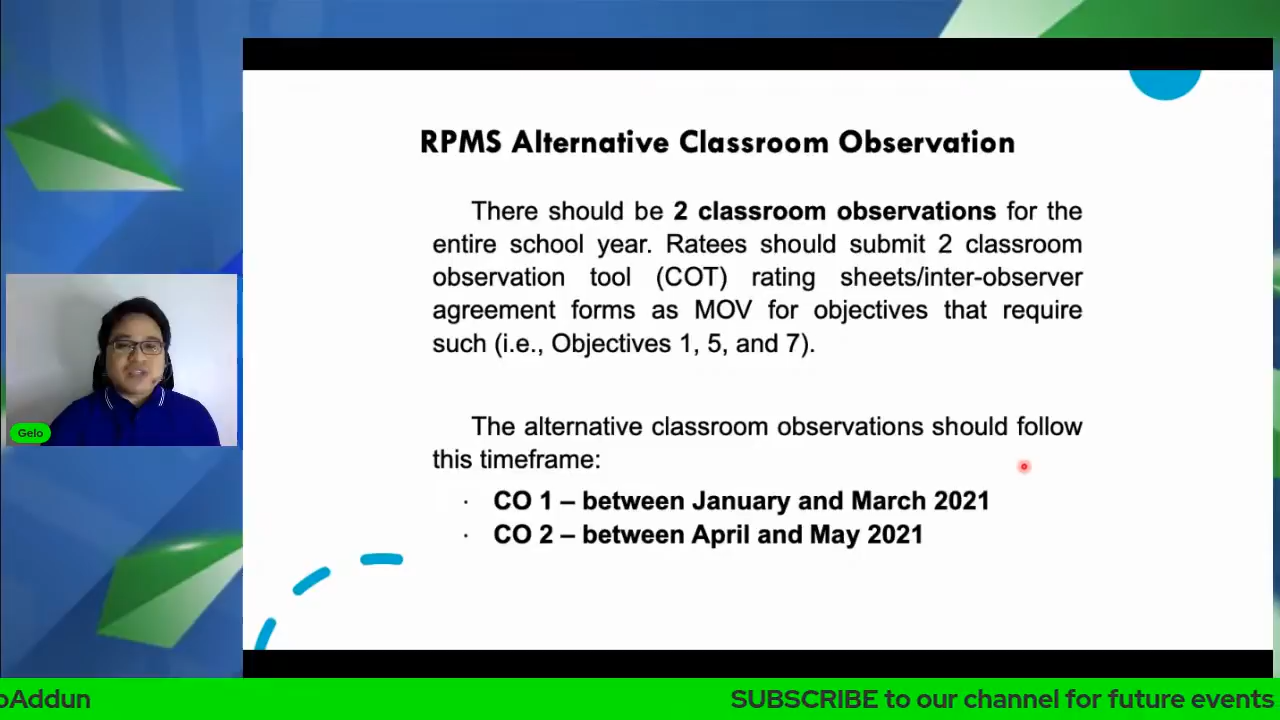 RPMS Alternative Classroom Observation
There should be 2 classroom observations for the
entire school year. Ratees should submit 2 classroom
observation tool (COT) rating sheets/inter-observer
agreement forms as MOV for objectives that require
such (i.e., Objectives 1, 5, and 7).
The alternative classroom observations should follow
this timeframe:
· CO 1 – between January and March 2021
· CO 2 – between April and May 2021
Gelo
oAddun
SUBSCRIBE to our channel for future events